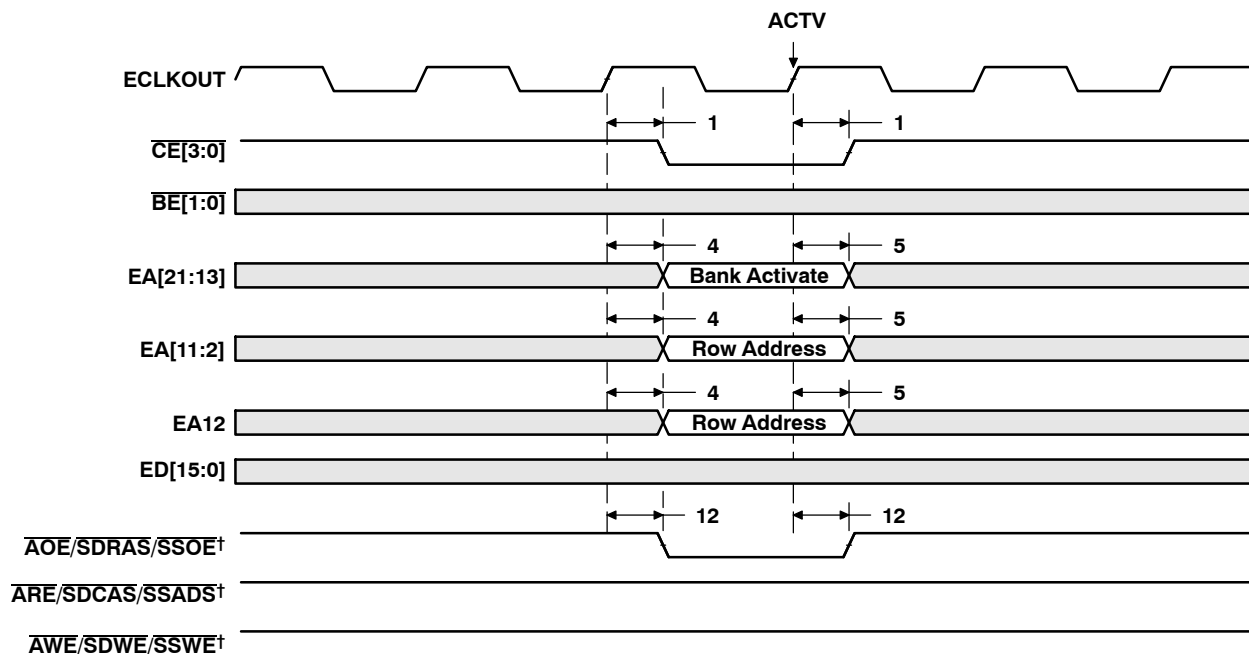 ACTV
ECLKOUT
1 1
CE[3:0]
BE[1:0]
4 5
EA[21:13] Bank Activate
4 5
EA[11:2] Row Address
4 5
EA12 Row Address
ED[15:0]
12 12
AOE/SDRAS/SSOE†
ARE/SDCAS/SSADS†
AWE/SDWE/SSWE†